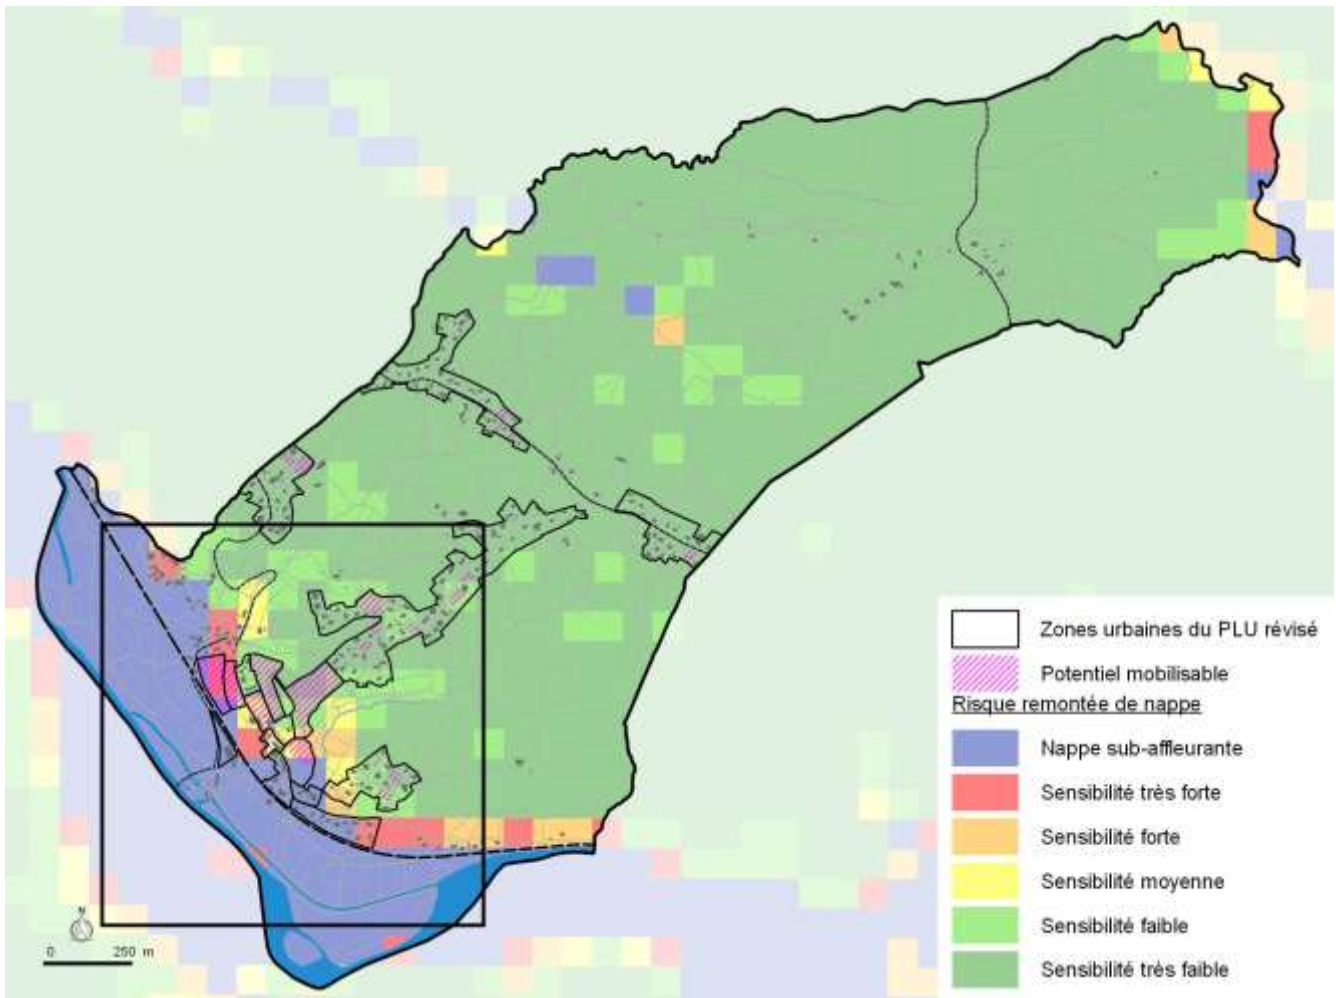 Zones urbaines du PLU révisé
Potentiel mobilisable
Risque remontée de nappe
Nappe sub-affleurante
Sensibilité très forte
Sensibilité forte
Sensibilité moyenne
Sensibilité faible
Sensibilité très faible
N
0 250 m